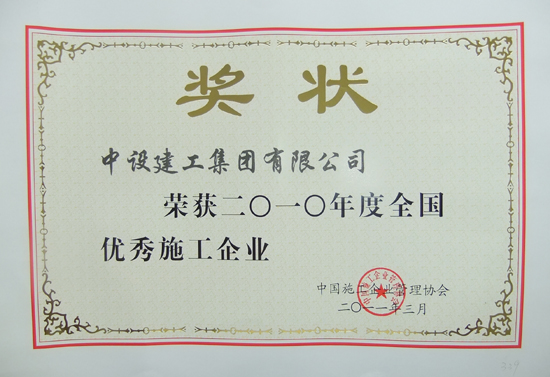 奖状
中设建工集团有限公司
荣获二〇一〇年度全国
优秀施工企业
中国施工企业管理协会
二〇一一年三月